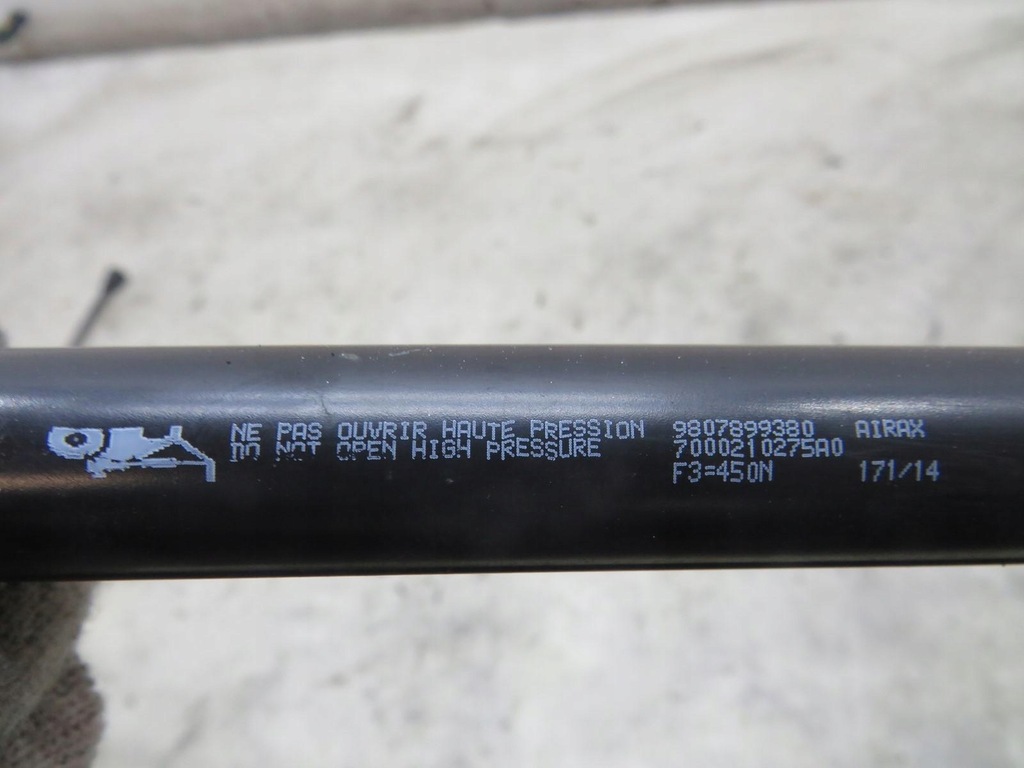 NE PAS OUVRIR HAUTE PRESSION 9807899380 AIRAX
DO NOT OPEN HIGH PRESSURE 7000210275A0
F3=450N 171/14